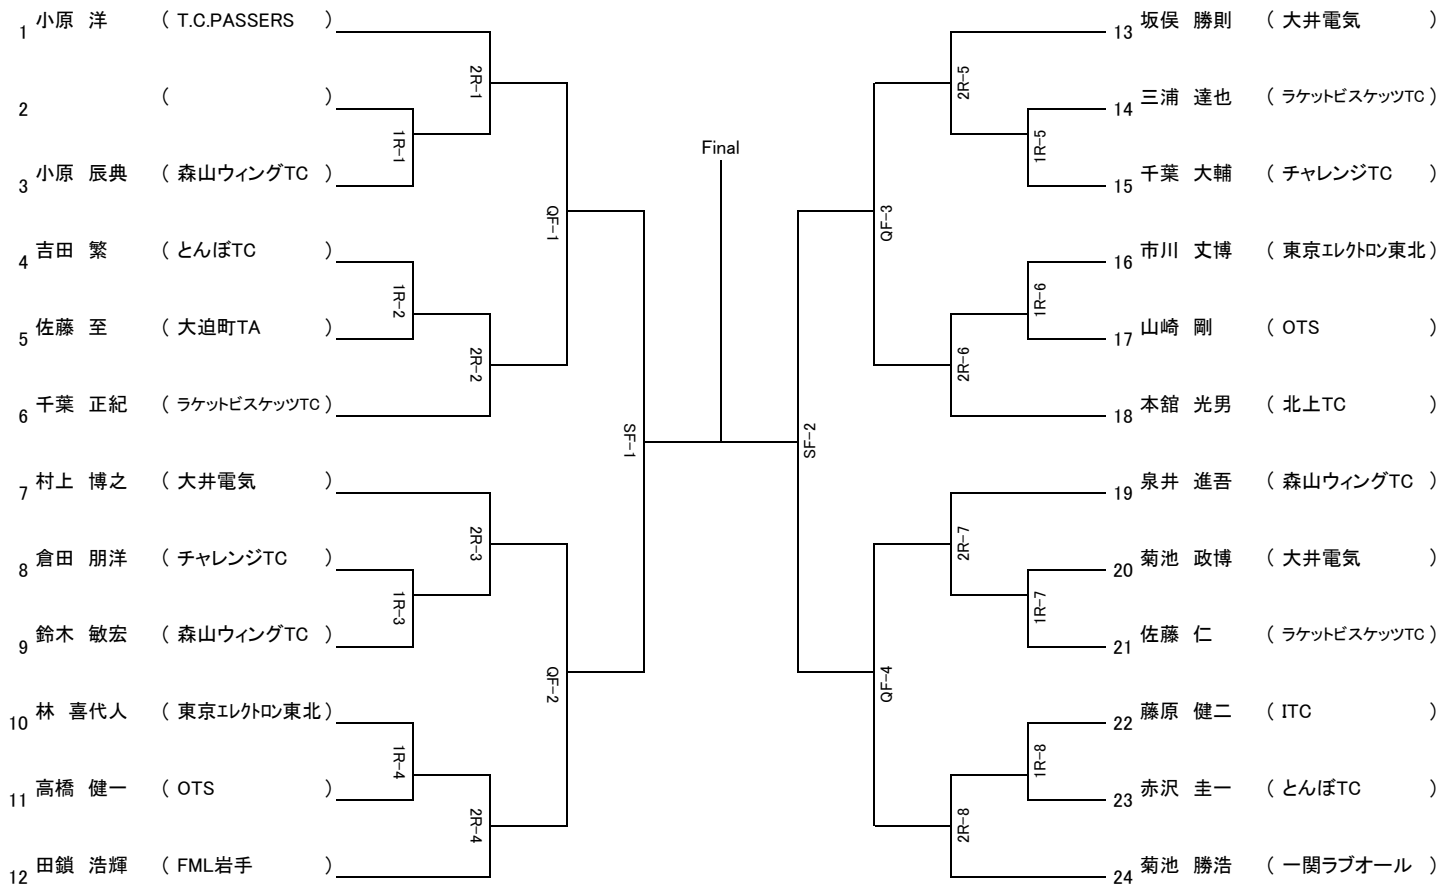 1 小原 洋 ( T.C.PASSERS )
2 ( )
3 小原 辰典 ( 森山ウィングTC )
4 吉田 繁 ( とんぼTC )
5 佐藤 至 ( 大迫町TA )
6 千葉 正紀 ( ラケットビスケッツTC )
7 村上 博之 ( 大井電気 )
8 倉田 朋洋 ( チャレンジTC )
9 鈴木 敏宏 ( 森山ウィングTC )
10 林 喜代人 ( 東京エレクトロン東北 )
11 高橋 健一 ( OTS )
12 田鎖 浩輝 ( FML岩手 )
1R-1
1R-2
1R-3
1R-4
2R-1
2R-2
2R-3
2R-4
QF-1
QF-2
SF-1
Final
SF-2
QF-3
QF-4
2R-5
2R-6
2R-7
2R-8
1R-5
1R-6
1R-7
1R-8
13 坂俣 勝則 ( 大井電気 )
14 三浦 達也 ( ラケットビスケッツTC )
15 千葉 大輔 ( チャレンジTC )
16 市川 丈博 ( 東京エレクトロン東北 )
17 山崎 剛 ( OTS )
18 本舘 光男 ( 北上TC )
19 泉井 進吾 ( 森山ウィングTC )
20 菊池 政博 ( 大井電気 )
21 佐藤 仁 ( ラケットビスケッツTC )
22 藤原 健二 ( ITC )
23 赤沢 圭一 ( とんぼTC )
24 菊池 勝浩 ( 一関ラブオール )